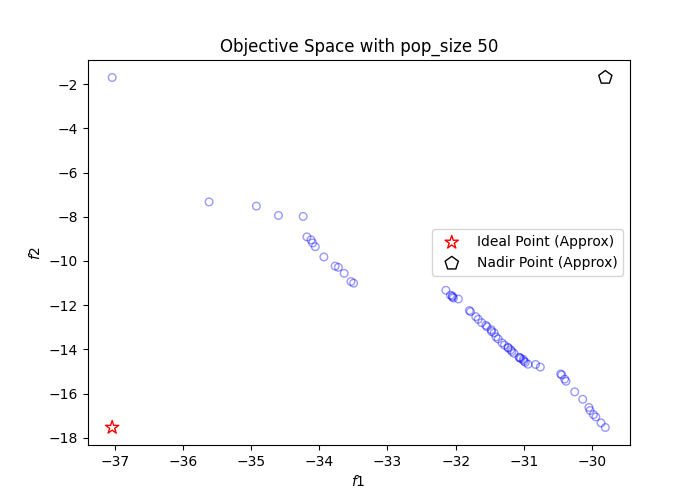 Objective Space with pop_size 50
f2
−2
−4
−6
−8
−10
−12
−14
−16
−18
Ideal Point (Approx)
Nadir Point (Approx)
−37 −36 −35 −34 −33 −32 −31 −30
f1